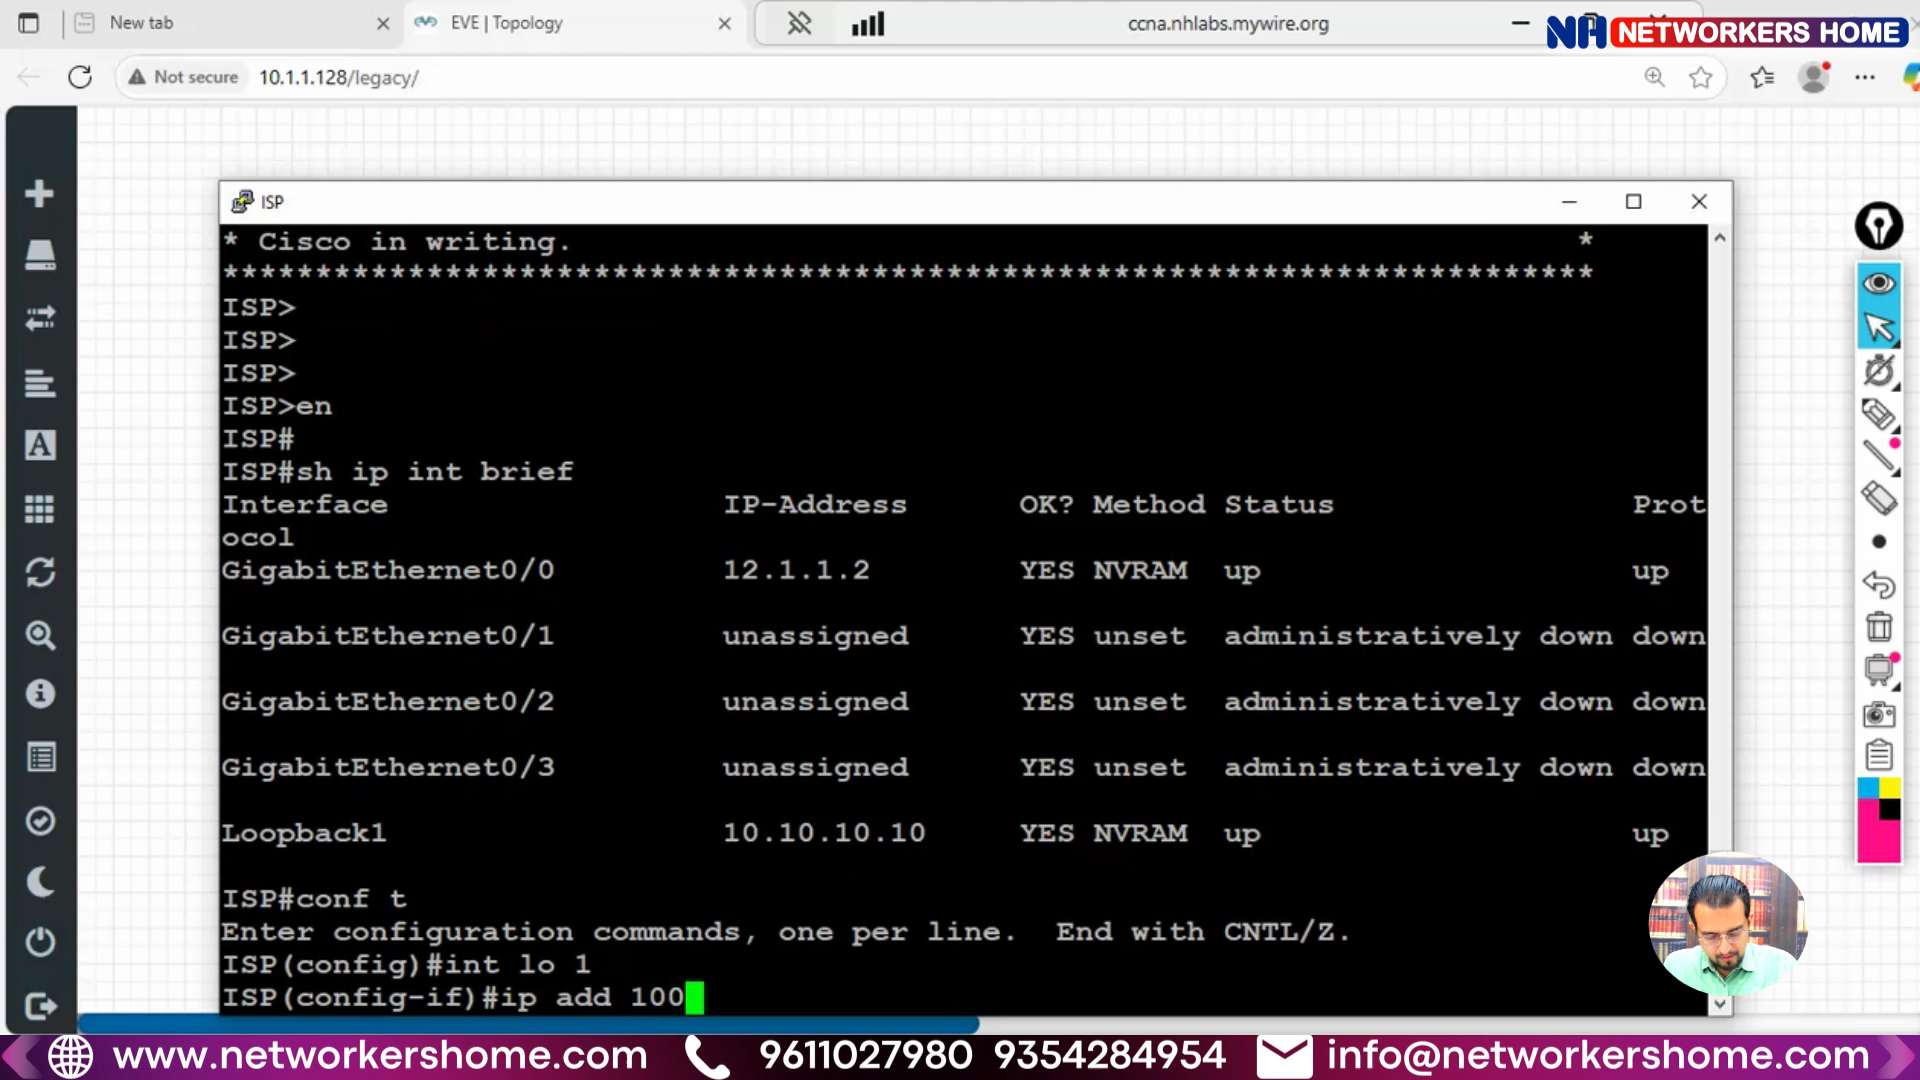 New tab
EVE | Topology
ccna.nhlabs.mywire.org
NH NETWORKERS HOME
Not secure
10.1.1.128/legacy/
ISP
* Cisco in writing. *
**************************************************************************
ISP>
ISP>
ISP>
ISP>en
ISP#
ISP#sh ip int brief
Interface IP-Address OK? Method Status Prot
ocol
GigabitEthernet0/0 12.1.1.2 YES NVRAM up up
GigabitEthernet0/1 unassigned YES unset administratively down down
GigabitEthernet0/2 unassigned YES unset administratively down down
GigabitEthernet0/3 unassigned YES unset administratively down down
Loopback1 10.10.10.10 YES NVRAM up up
ISP#conf t
Enter configuration commands, one per line. End with CNTL/Z.
ISP(config)#int lo 1
ISP(config-if)#ip add 100
www.networkershome.com 9611027980 9354284954 info@networkershome.com